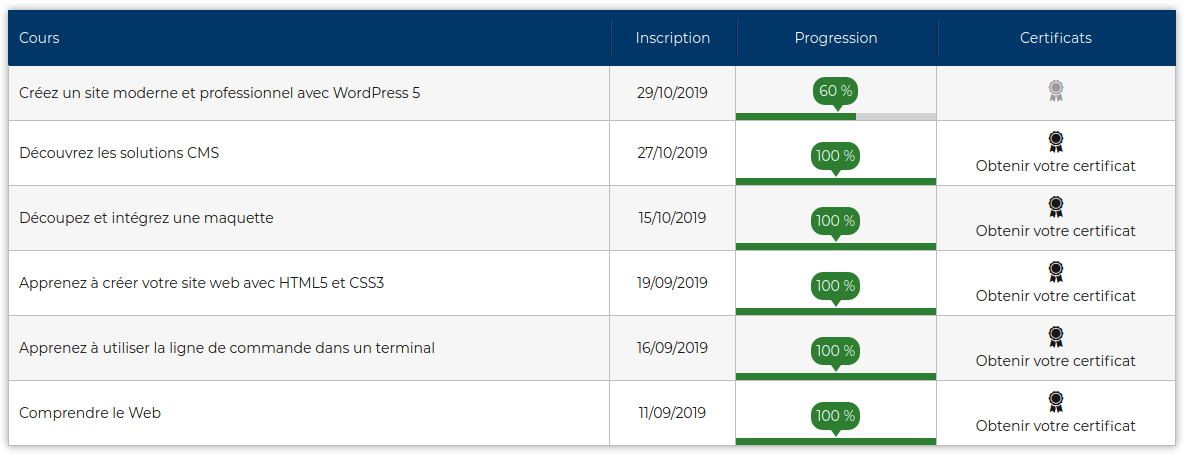 Cours Inscription Progression Certificats
Créez un site moderne et professionnel avec WordPress 5 29/10/2019 60 %
Découvrez les solutions CMS 27/10/2019 100 % Obtenir votre certificat
Découpez et intégrez une maquette 15/10/2019 100 % Obtenir votre certificat
Apprenez à créer votre site web avec HTML5 et CSS3 19/09/2019 100 % Obtenir votre certificat
Apprenez à utiliser la ligne de commande dans un terminal 16/09/2019 100 % Obtenir votre certificat
Comprendre le Web 11/09/2019 100 % Obtenir votre certificat